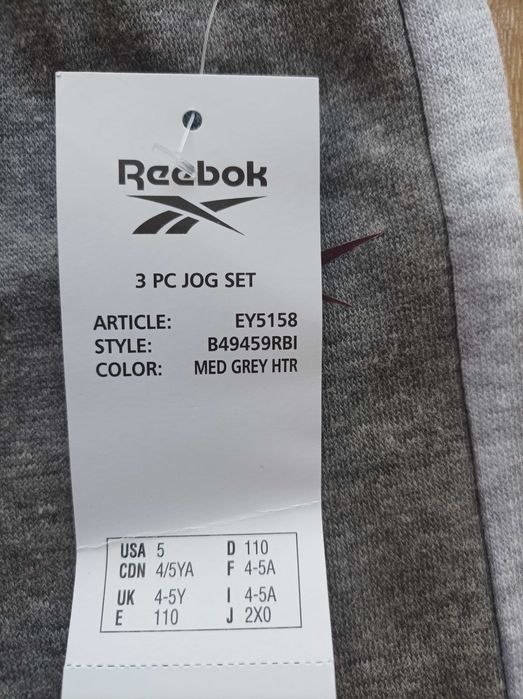 Reebok
3 PC JOG SET
ARTICLE: EY5158
STYLE: B49459RBI
COLOR: MED GREY HTR
USA 5 D 110
CDN 4/5YA F 4-5A
UK 4-5Y I 4-5A
E 110 J 2X0